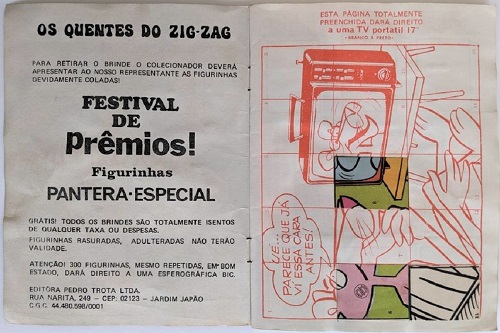 OS QUENTES DO ZIG-ZAG
PARA RETIRAR O BRINDE O COLECIONADOR DEVERÁ
APRESENTAR AO NOSSO REPRESENTANTE AS FIGURINHAS
DEVIDAMENTE COLADAS!
FESTIVAL
DE
Prêmios!
Figurinhas
PANTERA-ESPECIAL
GRÁTIS! TODOS OS BRINDES SÃO TOTALMENTE ISENTOS
DE QUALQUER TAXA OU DESPESAS.
FIGURINHAS RASURADAS, ADULTERADAS NÃO TERÃO
VALIDADE.
ATENÇÃO! 300 FIGURINHAS, MESMO REPETIDAS, EM BOM
ESTADO, DARÁ DIREITO A UMA ESFEROGRÁFICA BIC.
EDITORA PEDRO TROTA LTDA.
RUA NARITA, 249 - CEP: 02123 - JARDIM JAPÃO
C.G.C. 44.480.598/0001
ESTA PÁGINA TOTALMENTE
PREENCHIDA DARÁ DIREITO
a uma TV portátil 17"
-BRANCO E PRETO-
UÉ...
PARECE QUE JÁ
VI ESSA CARA
ANTES!